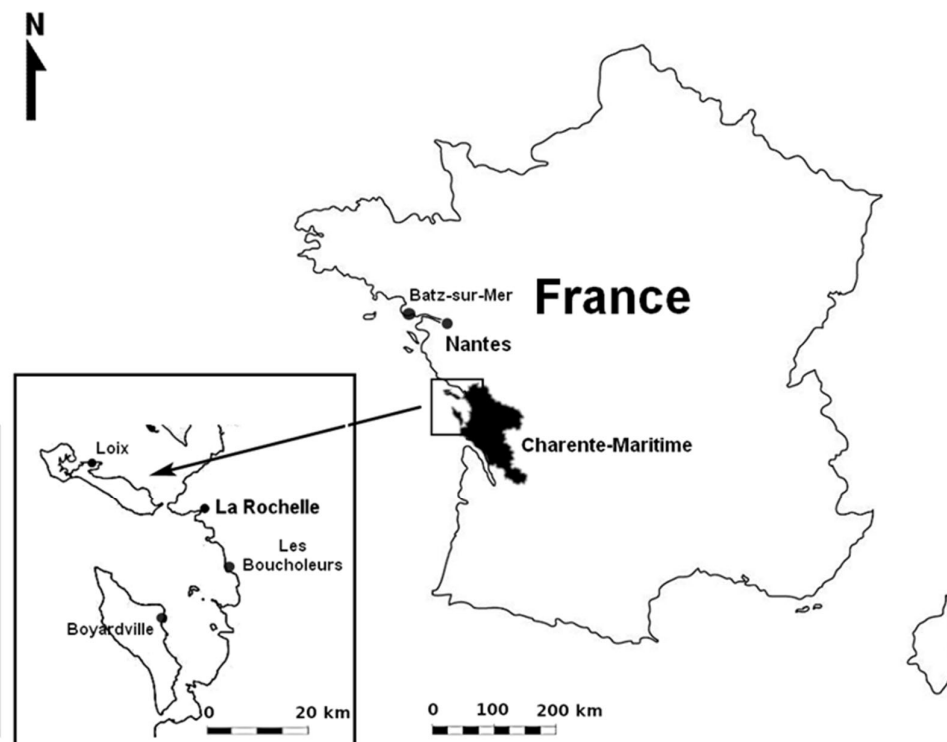 N
Batz-sur-Mer
France
Nantes
Charente-Maritime
Loix
La Rochelle
Les
Boucholeurs
Boyardville
0 20 km
0 100 200 km